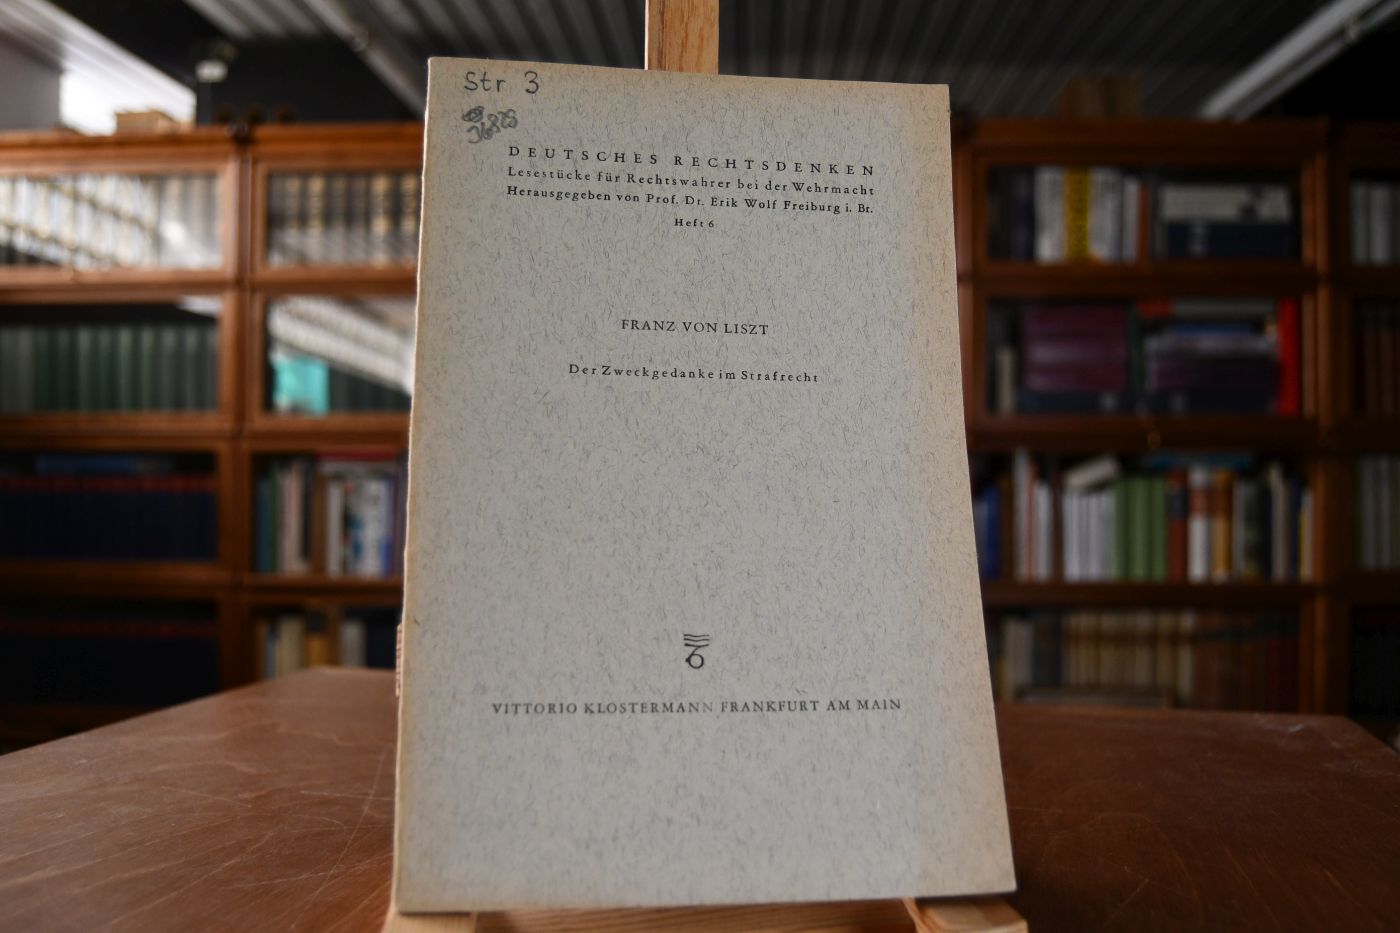 Str 3
DEUTSCHES RECHTSDENKEN
Lesestücke für Rechtswahrer bei der Wehrmacht
Herausgegeben von Prof. Dr. Erik Wolf Freiburg i. Br.
Heft 6
FRANZ VON LISZT
Der Zweckgedanke im Strafrecht
VITTORIO KLOSTERMANN FRANKFURT AM MAIN